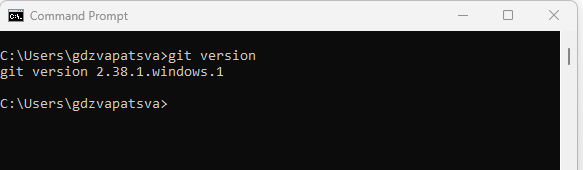 Command Prompt
C:\Users\gdzvapatsva>git version
git version 2.38.1.windows.1
C:\Users\gdzvapatsva>